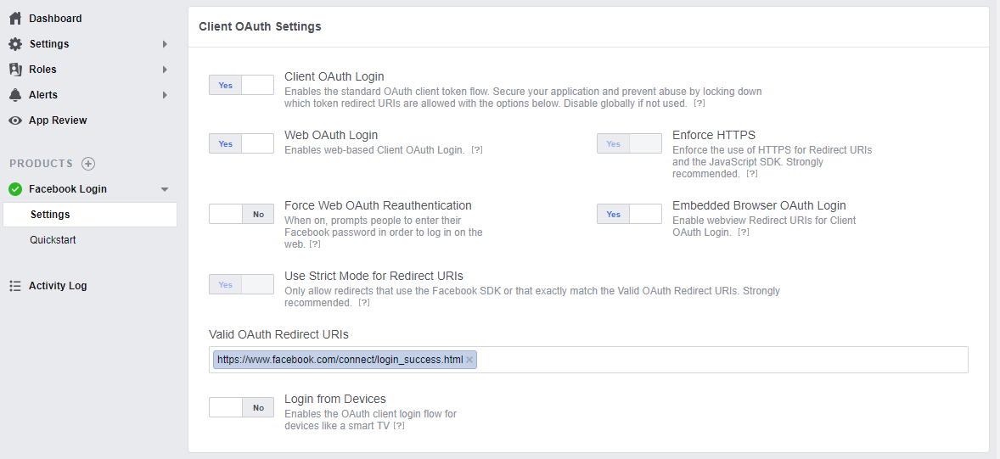 Dashboard
Settings
Roles
Alerts
App Review
PRODUCTS
Facebook Login
Settings
Quickstart
Activity Log
Client OAuth Settings
Yes
Client OAuth Login
Enables the standard OAuth client token flow. Secure your application and prevent abuse by locking down
which token redirect URIs are allowed with the options below. Disable globally if not used. [?]
Yes
Web OAuth Login
Enables web-based Client OAuth Login. [?]
Yes
Enforce HTTPS
Enforce the use of HTTPS for Redirect URIs
and the JavaScript SDK. Strongly
recommended. [?]
No
Force Web OAuth Reauthentication
When on, prompts people to enter their
Facebook password in order to log in on the
web. [?]
Yes
Embedded Browser OAuth Login
Enable webview Redirect URIs for Client
OAuth Login. [?]
Yes
Use Strict Mode for Redirect URIs
Only allow redirects that use the Facebook SDK or that exactly match the Valid OAuth Redirect URIs. Strongly
recommended. [?]
Valid OAuth Redirect URIs
https://www.facebook.com/connect/login_success.html
No
Login from Devices
Enables the OAuth client login flow for
devices like a smart TV [?]